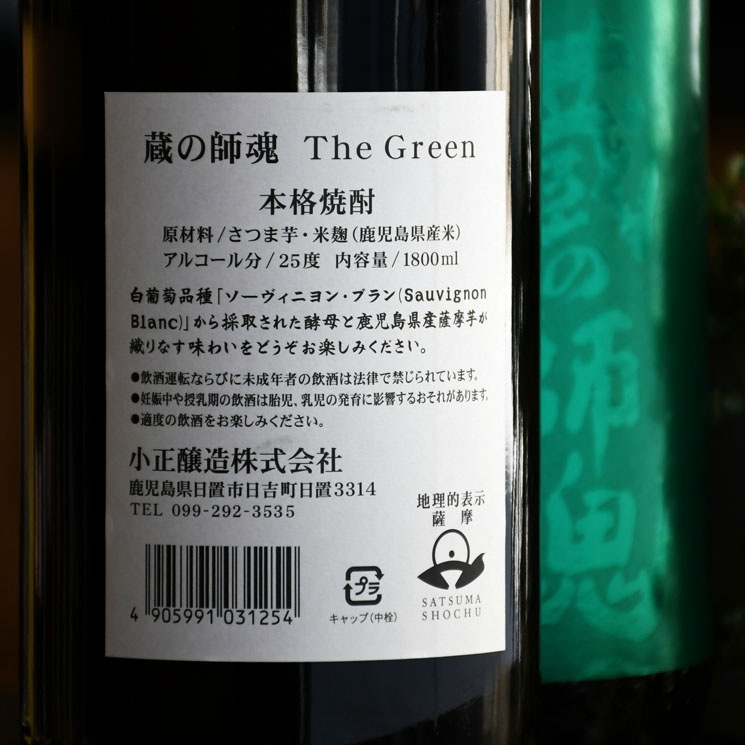 蔵の師魂 The Green
本格焼酎
原材料/さつま芋・米麹(鹿児島県産米)
アルコール分/25度 内容量/1800ml
白葡萄品種「ソーヴィニヨン・ブラン(Sauvignon
Blanc)」から採取された酵母と鹿児島県産薩摩芋が
織りなす味わいをどうぞお楽しみください。
●飲酒運転ならびに未成年者の飲酒は法律で禁じられています。
●妊娠中や授乳期の飲酒は胎児、乳児の発育に影響するおそれがあります。
●適度の飲酒をお楽しみください。
小正醸造株式会社
鹿児島県日置市日吉町日置3314
TEL 099-292-3535
4 905991 031254
プラ
キャップ(中栓)
地理的表示
薩摩
SATSUMA
SHOCHU
蔵の師魂